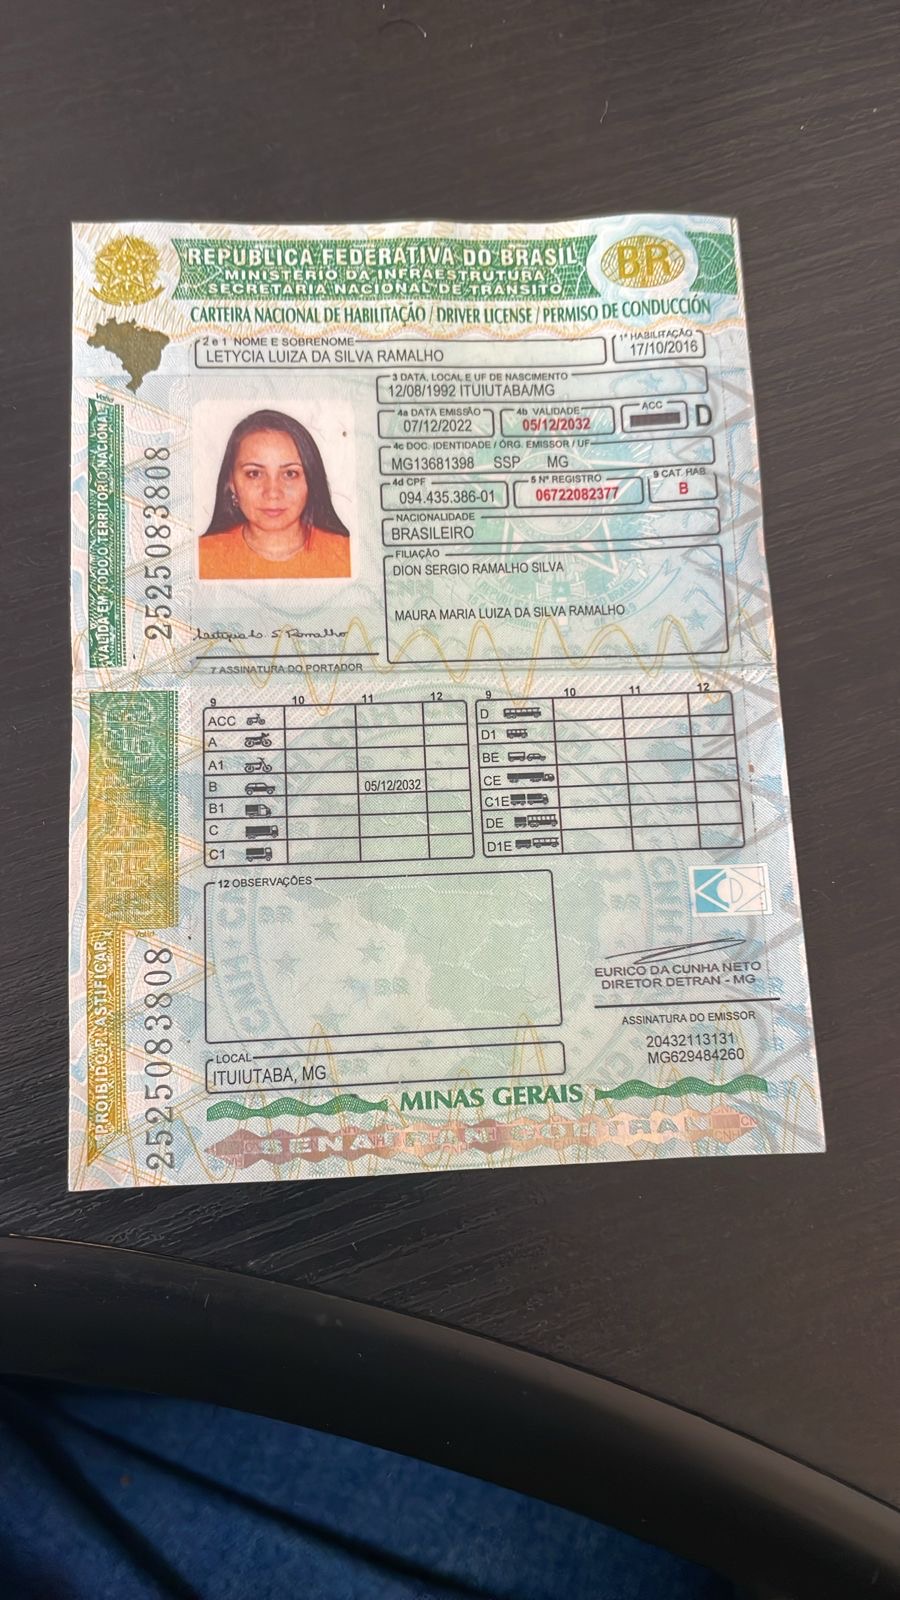 REPÚBLICA FEDERATIVA DO BRASIL
MINISTÉRIO DA INFRAESTRUTURA
SECRETARIA NACIONAL DE TRÂNSITO
BR
CARTEIRA NACIONAL DE HABILITAÇÃO / DRIVER LICENSE / PERMISO DE CONDUCCIÓN
2 e 1 NOME E SOBRENOME
LETYCIA LUIZA DA SILVA RAMALHO
1ª HABILITAÇÃO
17/10/2016
3 DATA, LOCAL E UF DE NASCIMENTO
12/08/1992 ITUIUTABA/MG
4a DATA EMISSÃO
07/12/2022
4b VALIDADE
05/12/2032
ACC
D
4c DOC. IDENTIDADE / ÓRG. EMISSOR / UF
MG13681398 SSP MG
4d CPF
094.435.386-01
5 Nº REGISTRO
06722082377
9 CAT. HAB.
B
NACIONALIDADE
BRASILEIRO
FILIAÇÃO
DION SERGIO RAMALHO SILVA
MAURA MARIA LUIZA DA SILVA RAMALHO
7 ASSINATURA DO PORTADOR
VÁLIDA EM TODO O TERRITÓRIO NACIONAL
2525083808
9 10 11 12
ACC
A
A1
B 05/12/2032
B1
C
C1
9 10 11 12
D
D1
BE
CE
C1E
DE
D1E
12 OBSERVAÇÕES
EURICO DA CUNHA NETO
DIRETOR DETRAN - MG
ASSINATURA DO EMISSOR
20432113131
MG629484260
LOCAL
ITUIUTABA, MG
PROIBIDO PLASTIFICAR
2525083808
MINAS GERAIS
SENATRAN CONTRAN